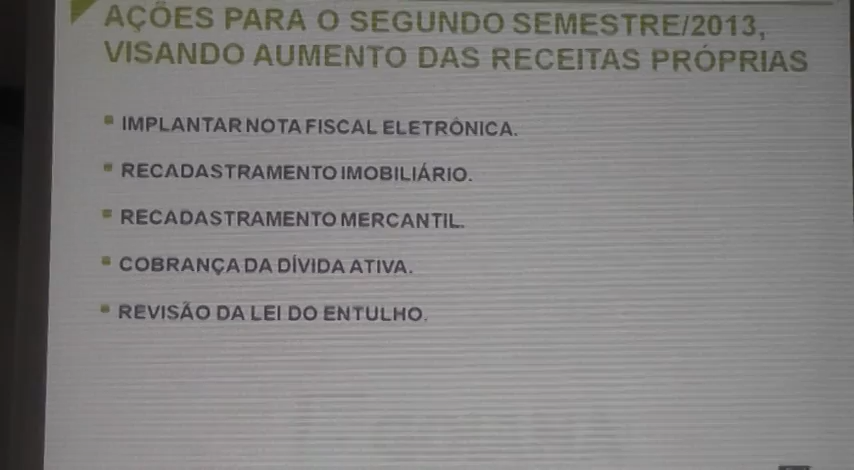 AÇÕES PARA O SEGUNDO SEMESTRE/2013,
VISANDO AUMENTO DAS RECEITAS PRÓPRIAS
IMPLANTAR NOTA FISCAL ELETRÔNICA.
RECADASTRAMENTO IMOBILIÁRIO.
RECADASTRAMENTO MERCANTIL.
COBRANÇA DA DÍVIDA ATIVA.
REVISÃO DA LEI DO ENTULHO.